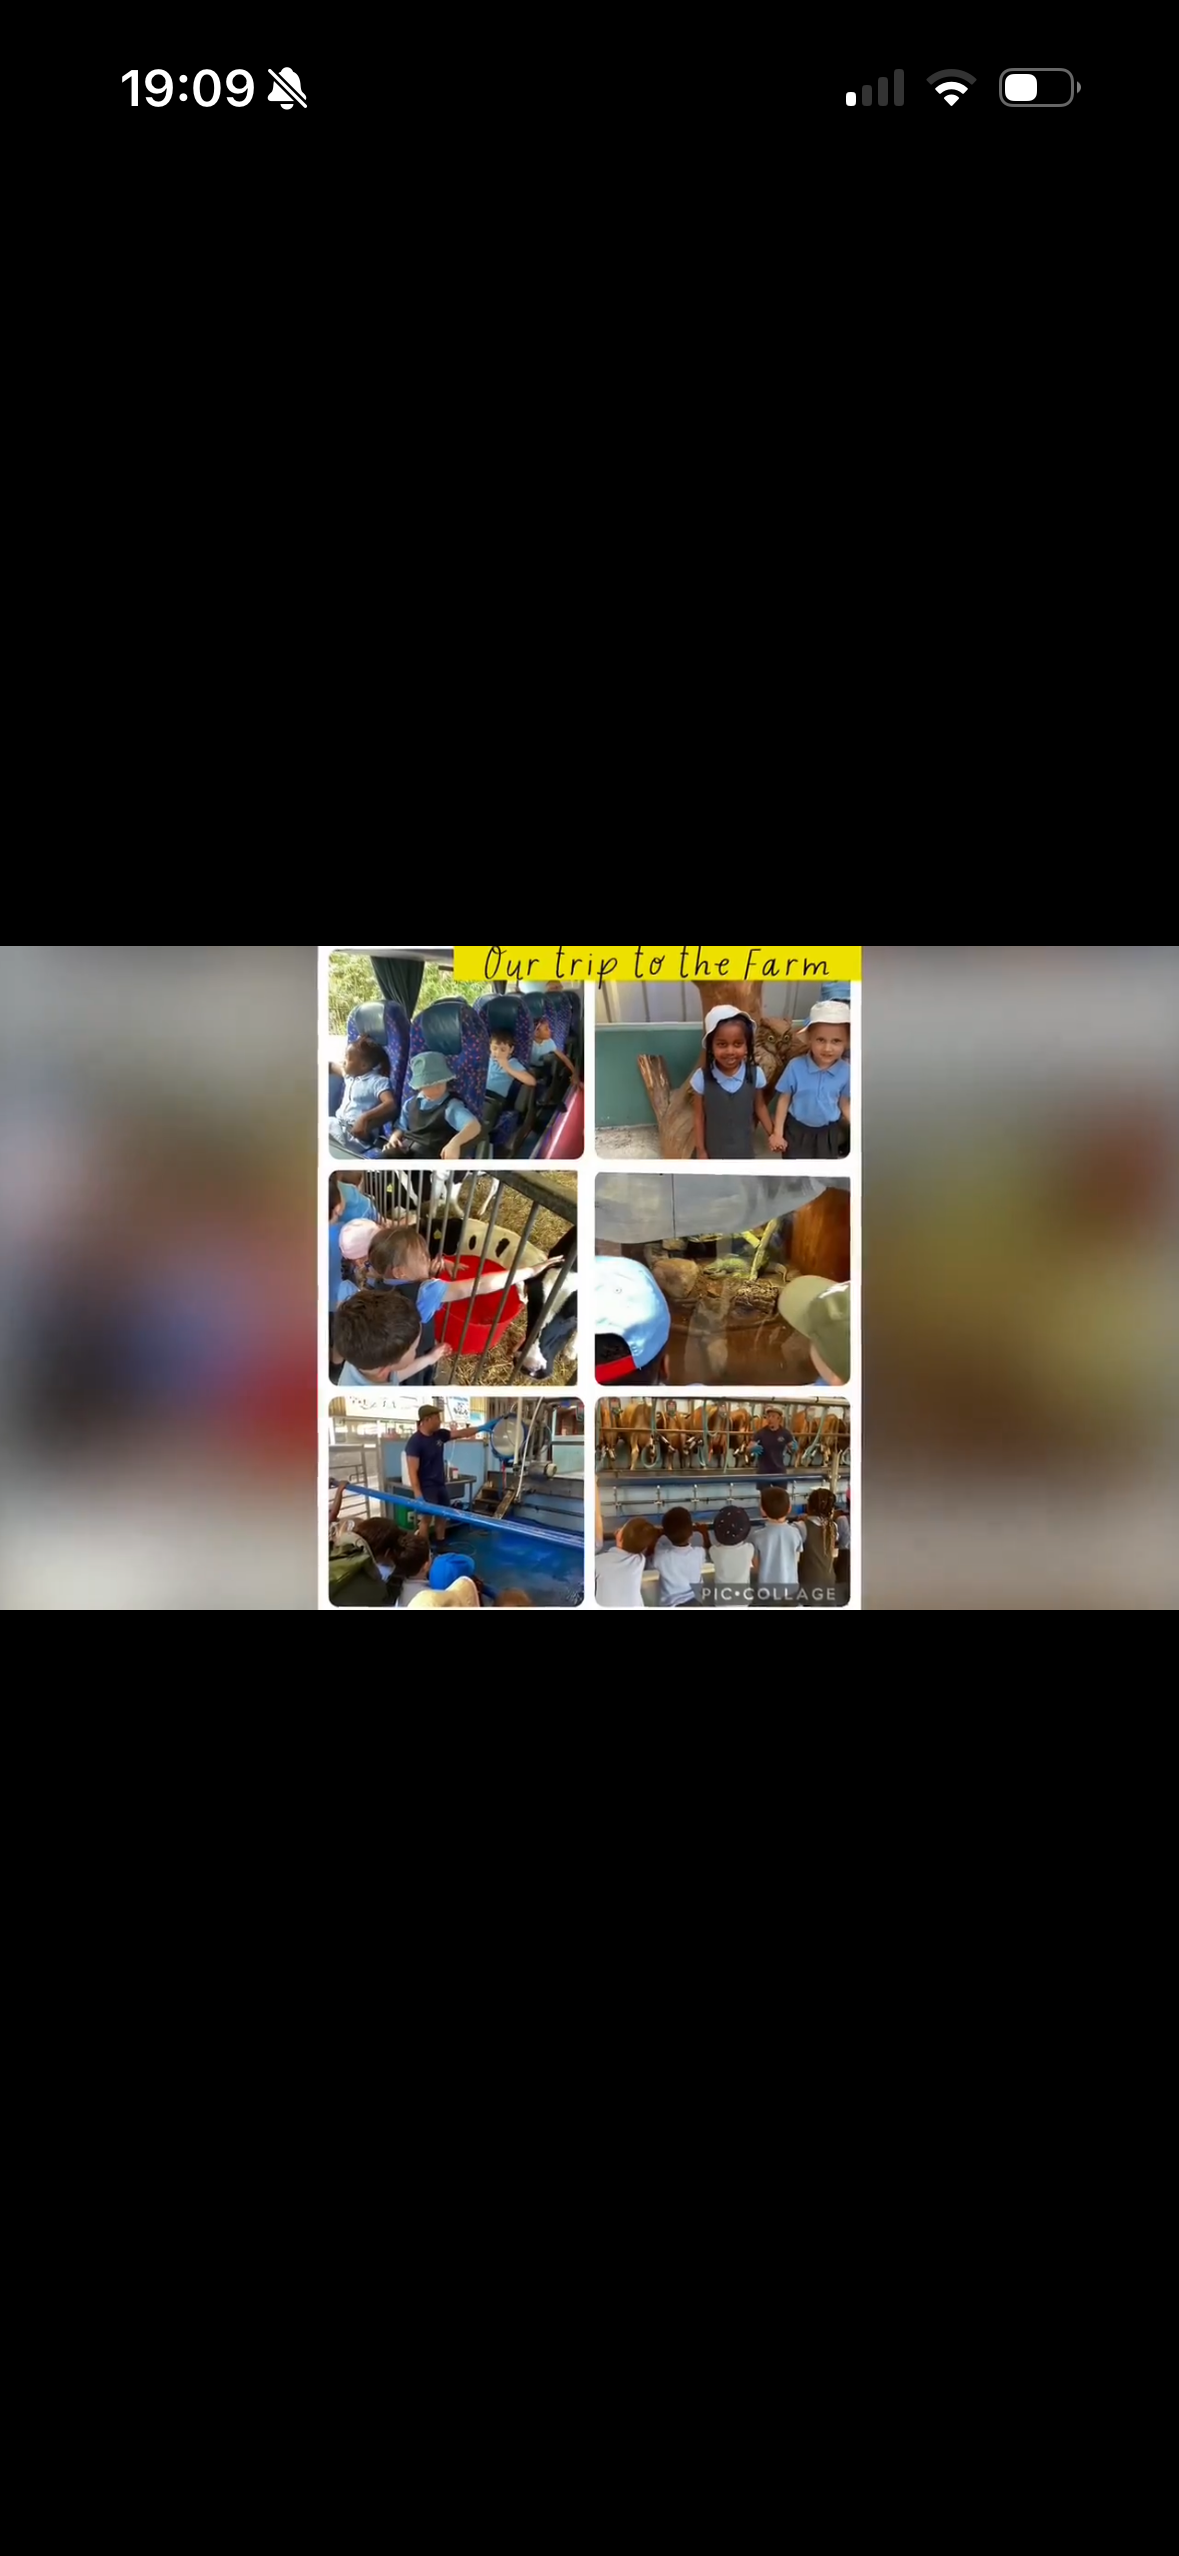 19:09
Our trip to the Farm
PIC•COLLAGE